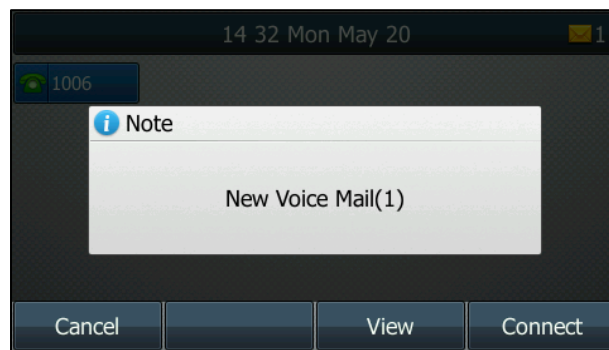 14 32 Mon May 20
1
1006
Note
New Voice Mail(1)
Cancel View Connect